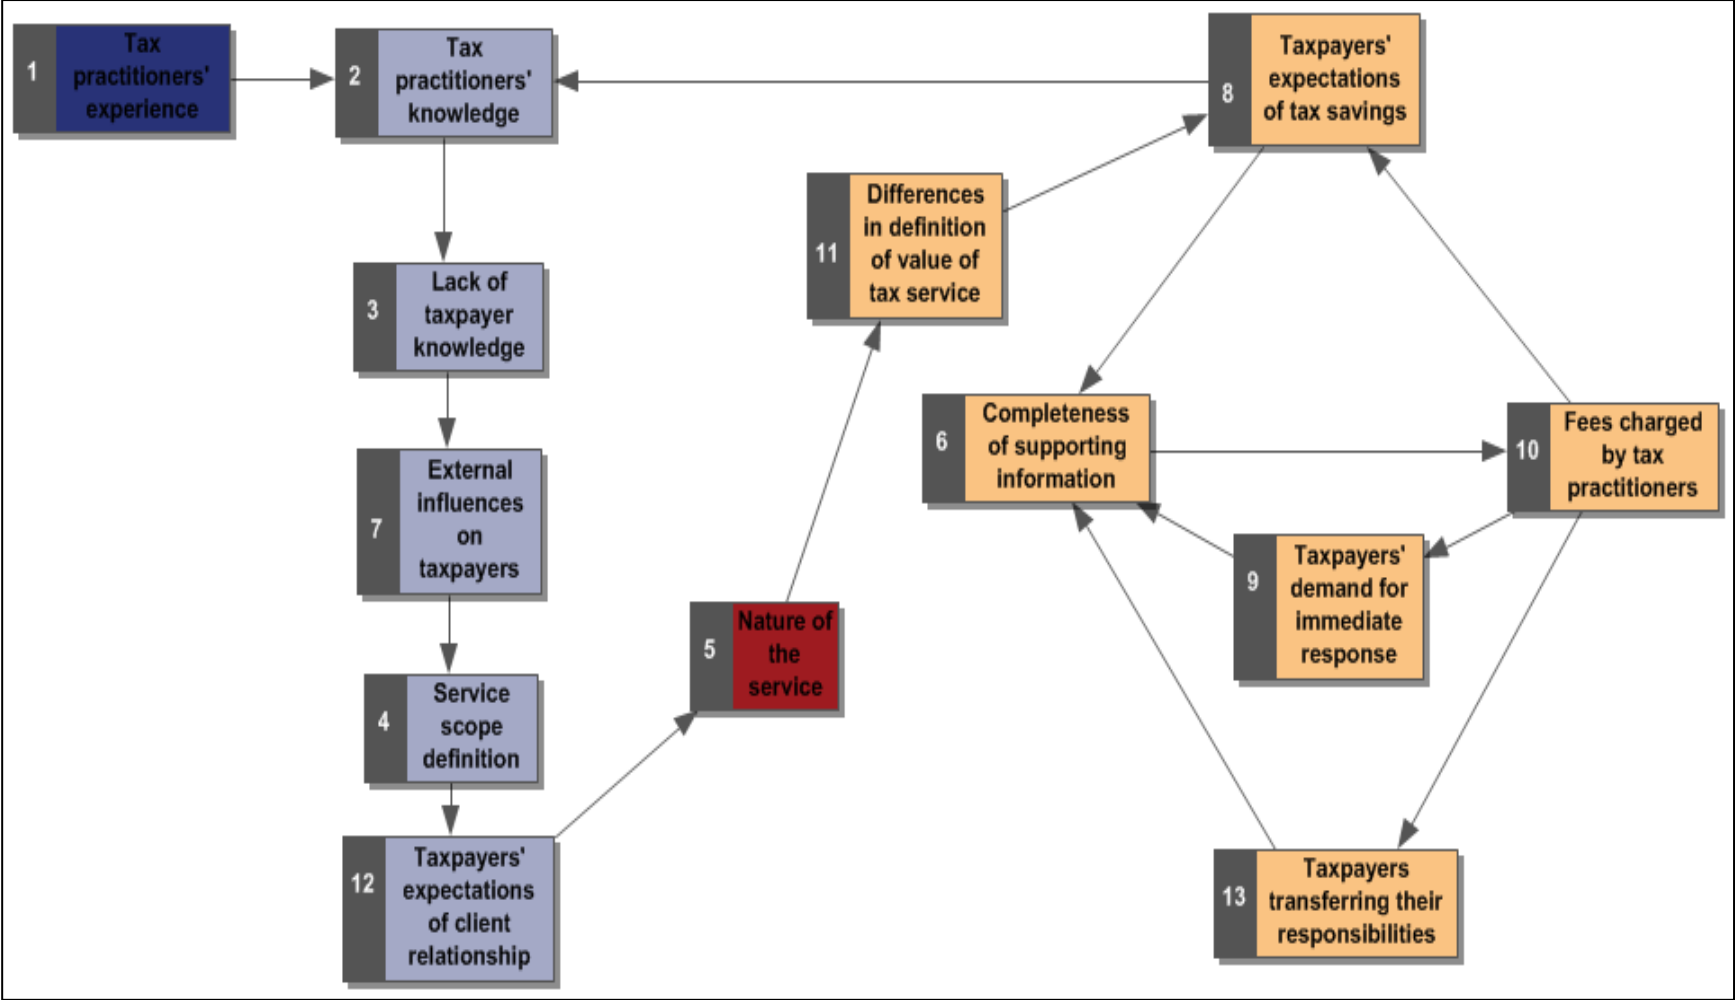 1
Tax
practitioners'
experience
2
Tax
practitioners'
knowledge
8
Taxpayers'
expectations
of tax savings
11
Differences
in definition
of value of
tax service
3
Lack of
taxpayer
knowledge
6
Completeness
of supporting
information
10
Fees charged
by tax
practitioners
7
External
influences
on
taxpayers
9
Taxpayers'
demand for
immediate
response
5
Nature of
the
service
4
Service
scope
definition
12
Taxpayers'
expectations
of client
relationship
13
Taxpayers
transferring their
responsibilities